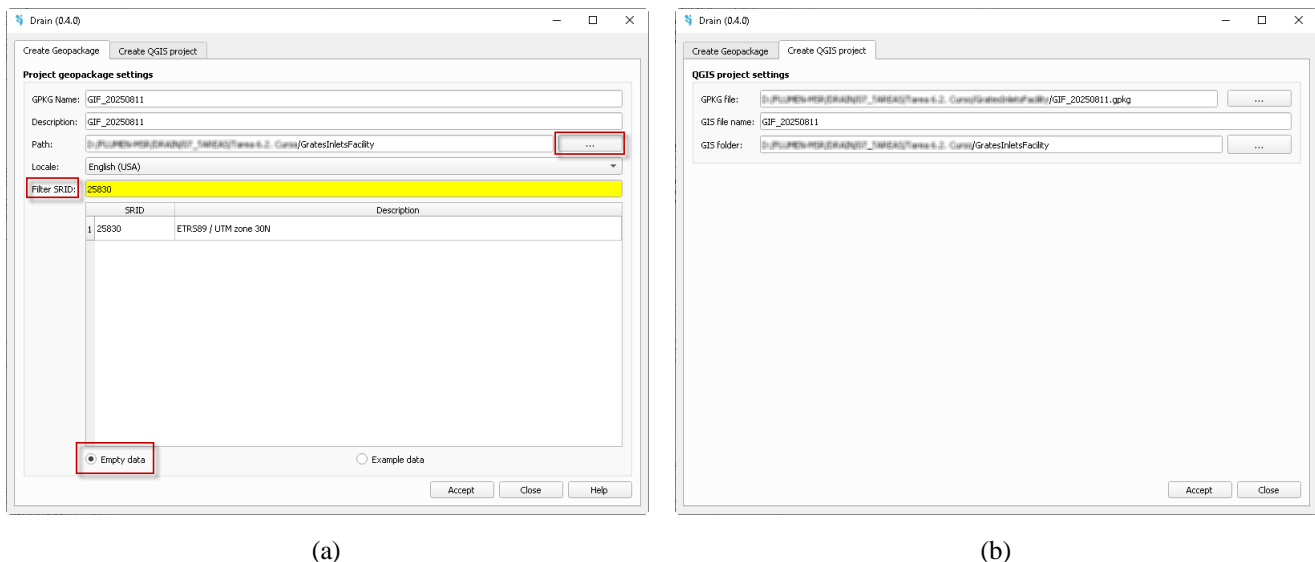 Drain (0.4.0)
Create Geopackage
Create QGIS project
Project geopackage settings
GPKG Name: GIF_20250811
Description: GIF_20250811
Path: /GratesInletsFacility
...
Locale: English (USA)
Filter SRID: 25830
SRID Description
1 25830 ETRS89 / UTM zone 30N
Empty data
Example data
Accept Close Help
(a)
Drain (0.4.0)
Create Geopackage
Create QGIS project
QGIS project settings
GPKG file: /GIF_20250811.gpkg
...
GIS file name: GIF_20250811
GIS folder: /GratesInletsFacility
...
Accept Close
(b)